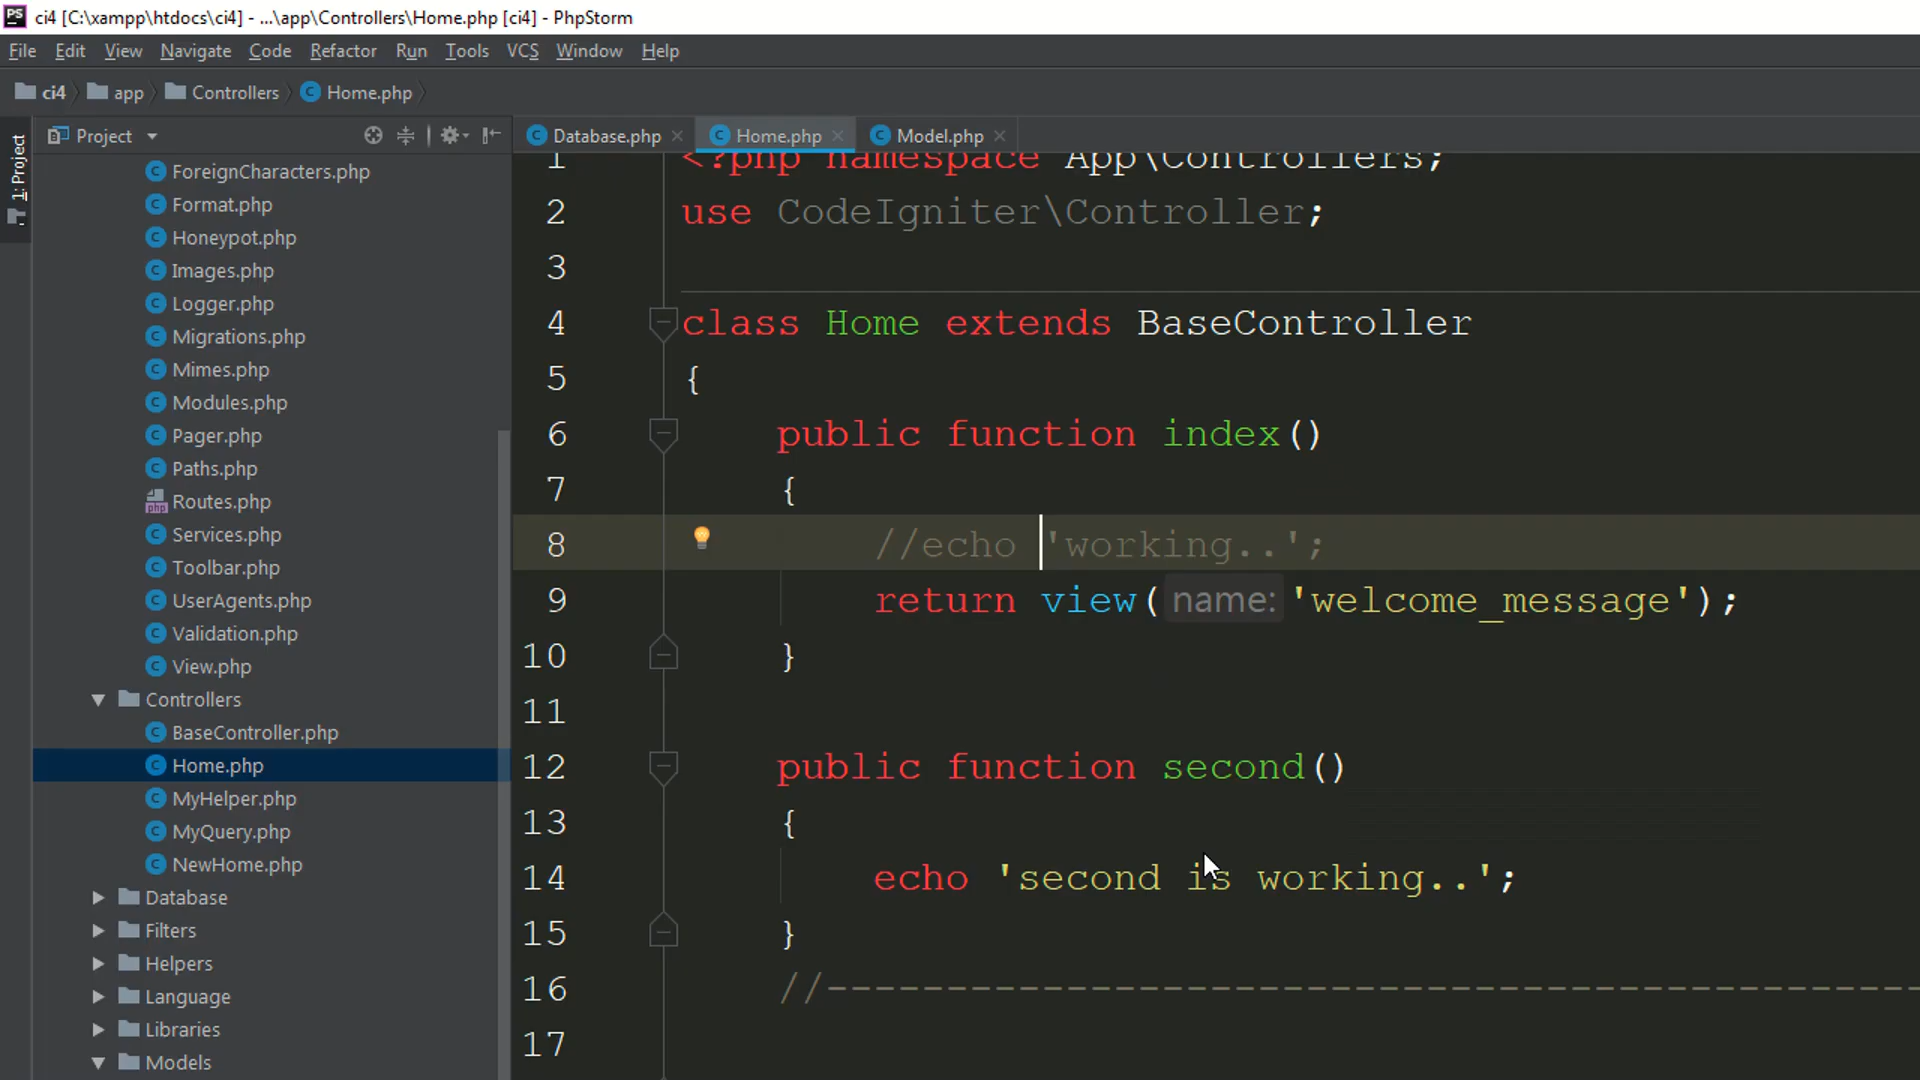 PS ci4 [C:\xampp\htdocs\ci4] - ...\app\Controllers\Home.php [ci4] - PhpStorm
File Edit View Navigate Code Refactor Run Tools VCS Window Help
ci4 app Controllers C Home.php
1: Project
Project
C ForeignCharacters.php
C Format.php
C Honeypot.php
C Images.php
C Logger.php
C Migrations.php
C Mimes.php
C Modules.php
C Pager.php
C Paths.php
php Routes.php
C Services.php
C Toolbar.php
C UserAgents.php
C Validation.php
C View.php
Controllers
C BaseController.php
C Home.php
C MyHelper.php
C MyQuery.php
C NewHome.php
Database
Filters
Helpers
Language
Libraries
Models
C Database.php C Home.php C Model.php
1 <?php namespace App\Controllers;
2 use CodeIgniter\Controller;
3
4 class Home extends BaseController
5 {
6 public function index()
7 {
8 //echo 'working..';
9 return view( name: 'welcome_message');
10 }
11
12 public function second()
13 {
14 echo 'second is working..';
15 }
16 //----------------------------------------------
17